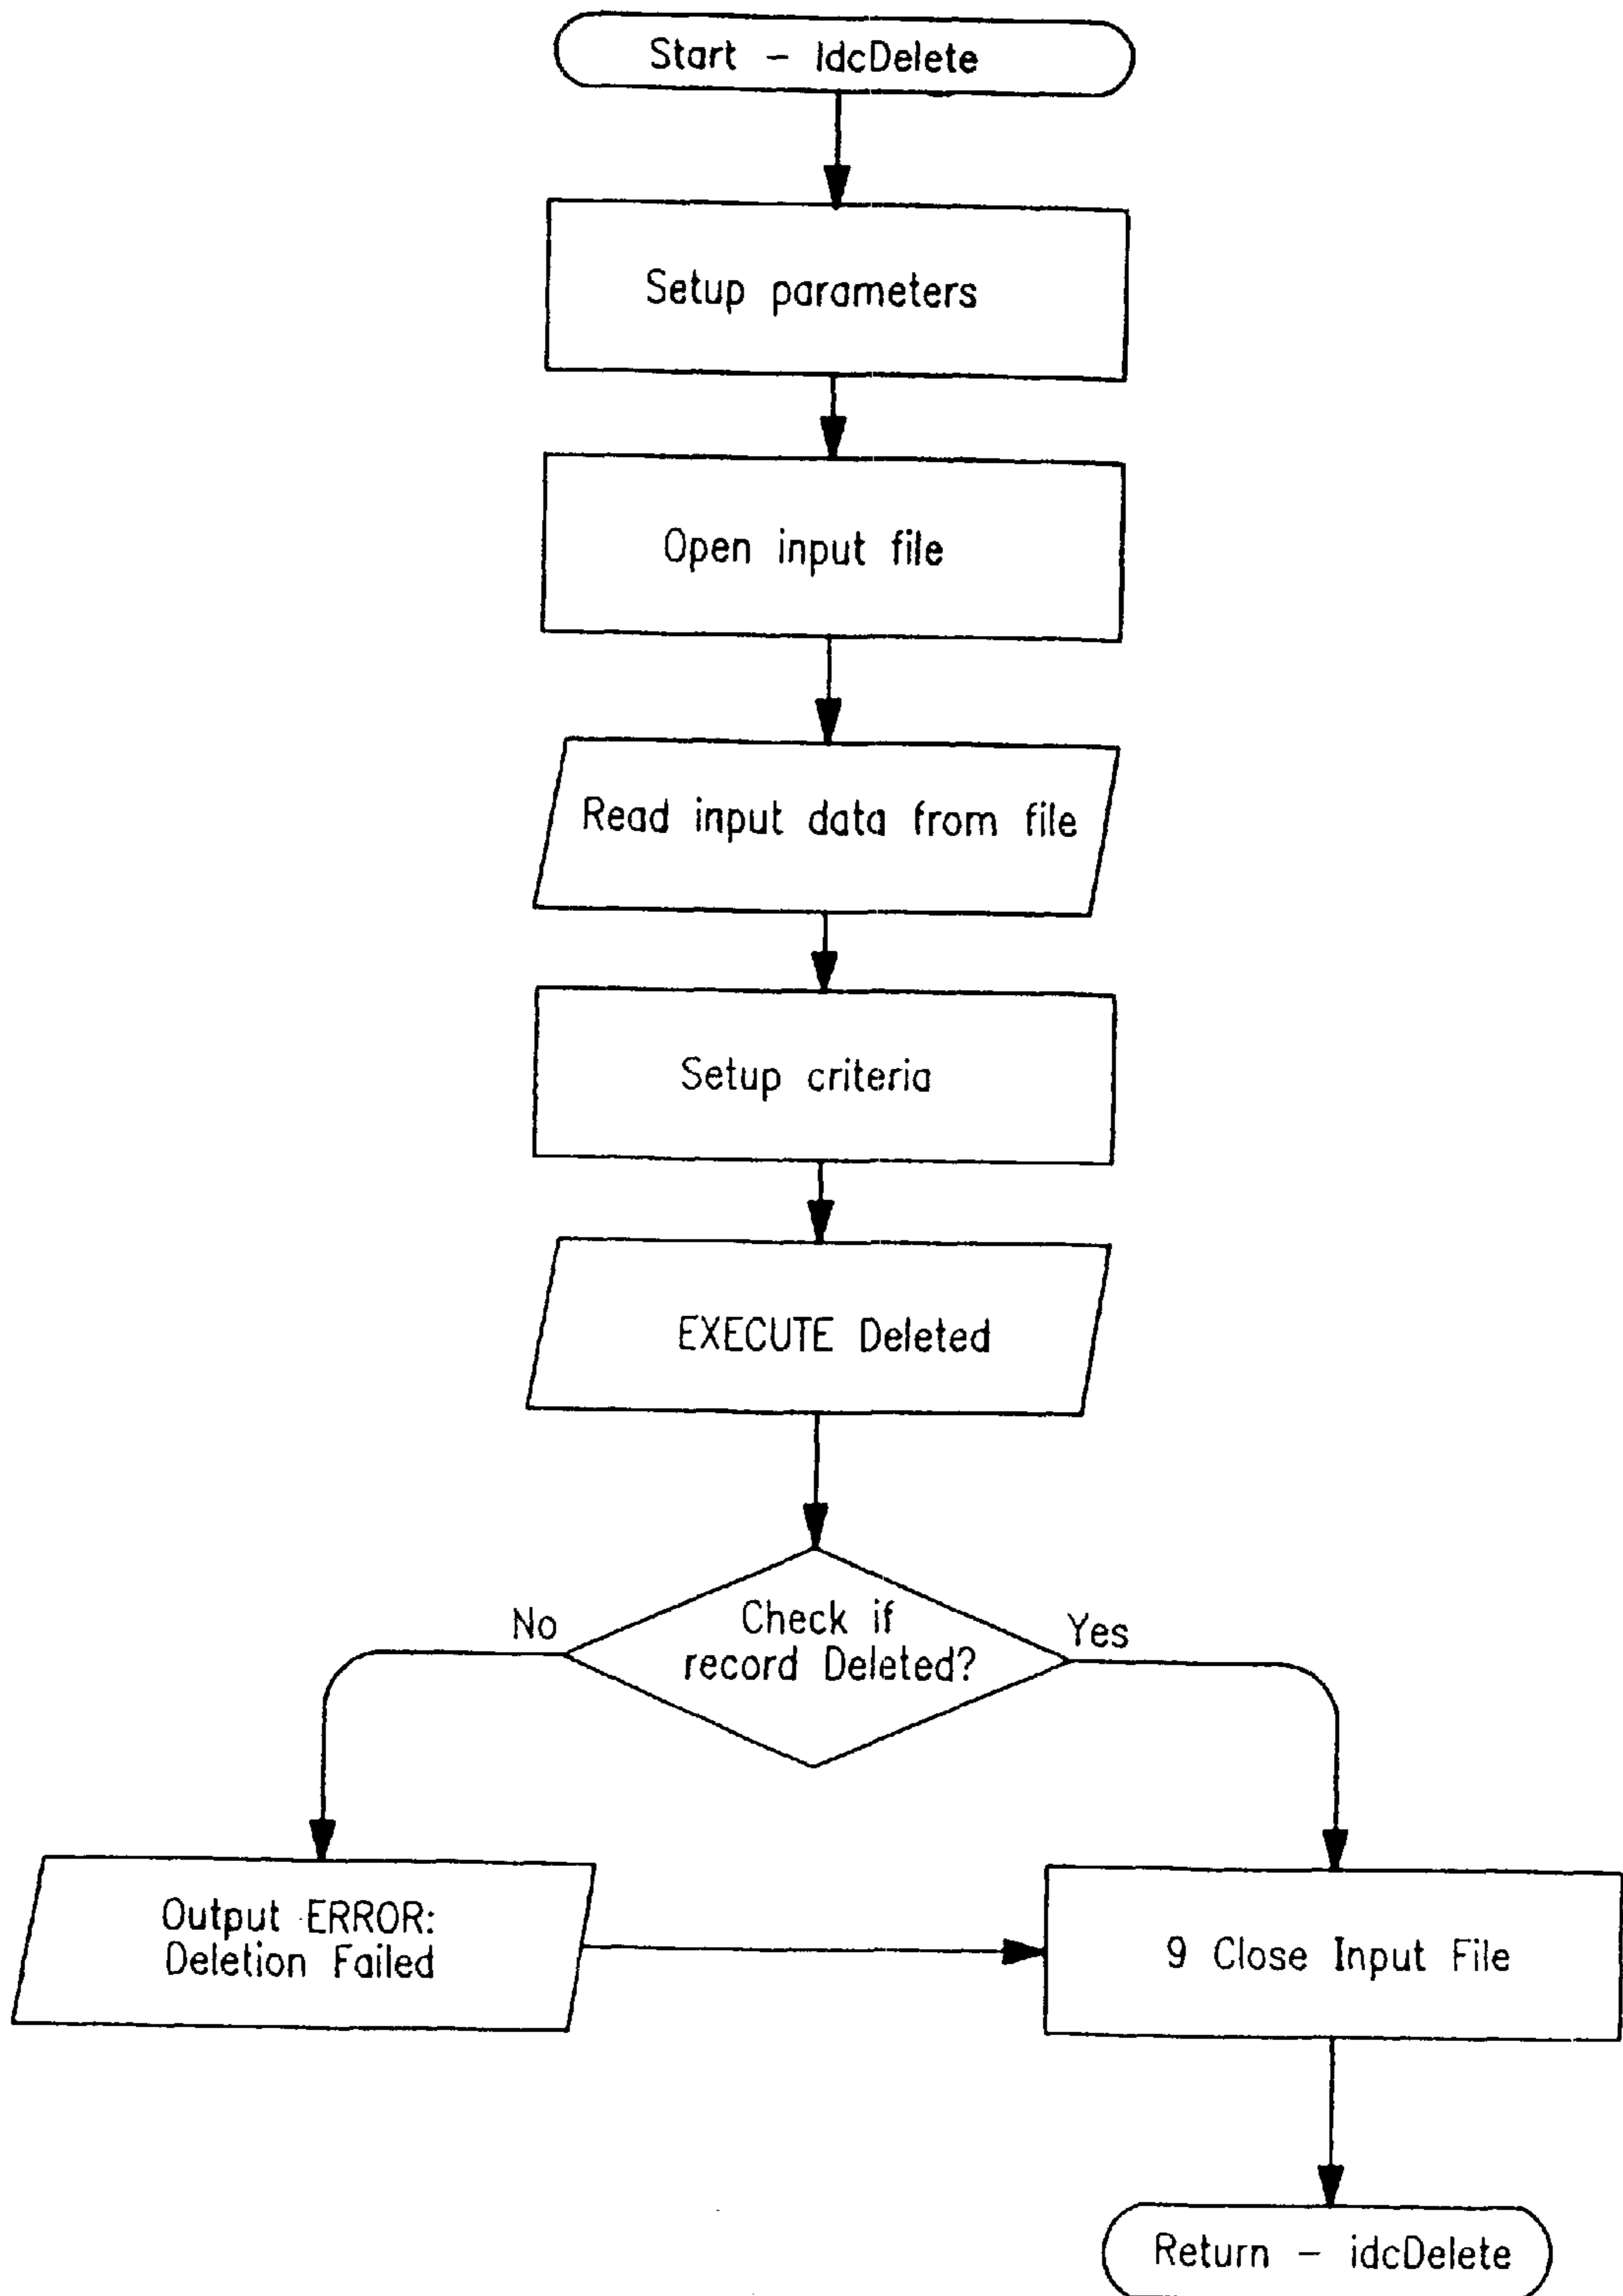 Start - IdcDelete
Setup parameters
Open input file
Read input data from file
Setup criteria
EXECUTE Deleted
No
Check if
record Deleted?
Yes
Output ERROR:
Deletion Failed
9 Close Input File
Return - idcDelete